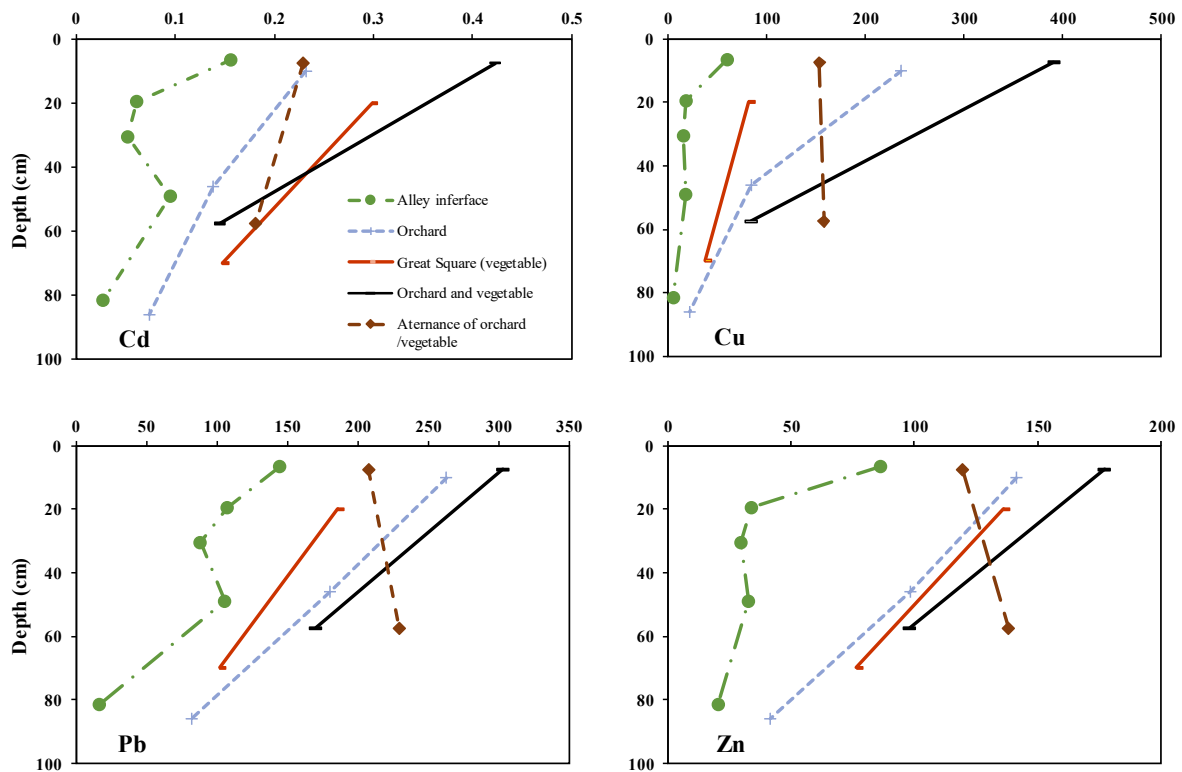 0 0.1 0.2 0.3 0.4 0.5
0
20
40
60
80
100
Depth (cm)
Alley inferface
Orchard
Great Square (vegetable)
Orchard and vegetable
Aternance of orchard
/vegetable
Cd
0 100 200 300 400 500
0
20
40
60
80
100
Cu
0 50 100 150 200 250 300 350
0
20
40
60
80
100
Depth (cm)
Pb
0 50 100 150 200
0
20
40
60
80
100
Zn